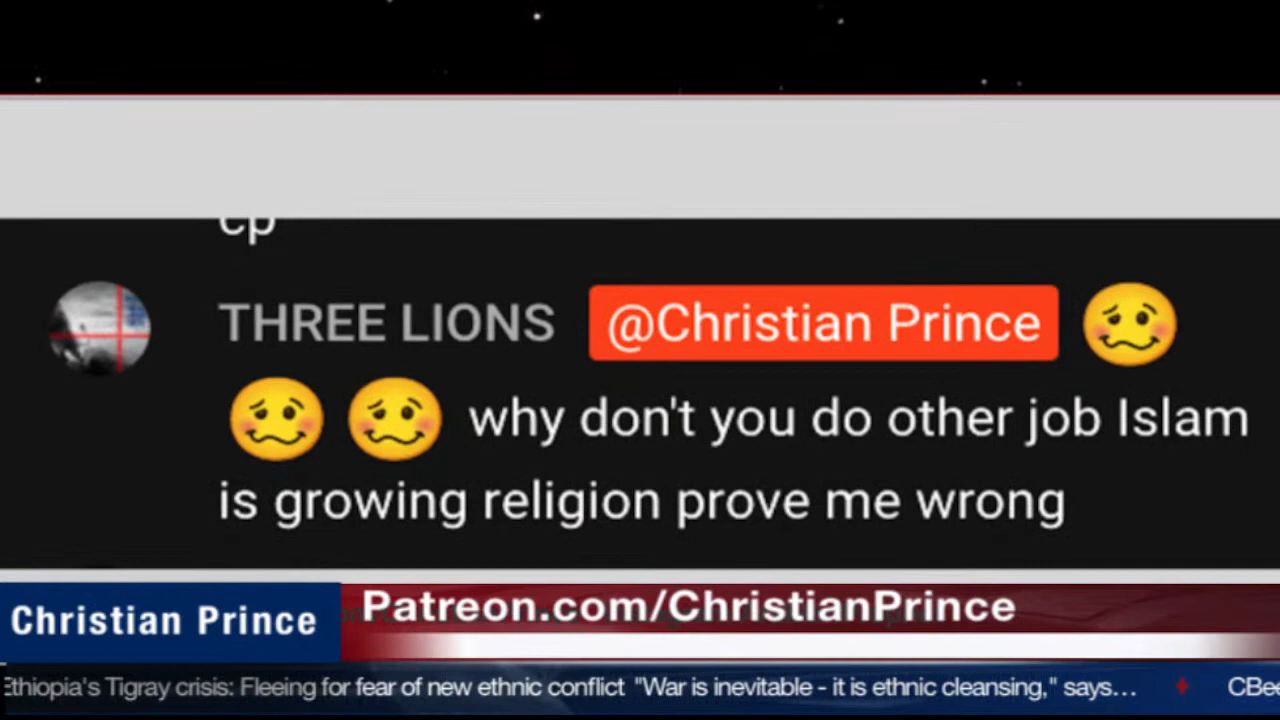 cp
THREE LIONS @Christian Prince 🥴
🥴 🥴 why don't you do other job Islam
is growing religion prove me wrong
Christian Prince
Patreon.com/ChristianPrince
Ethiopia's Tigray crisis: Fleeing for fear of new ethnic conflict "War is inevitable - it is ethnic cleansing," says... CBee